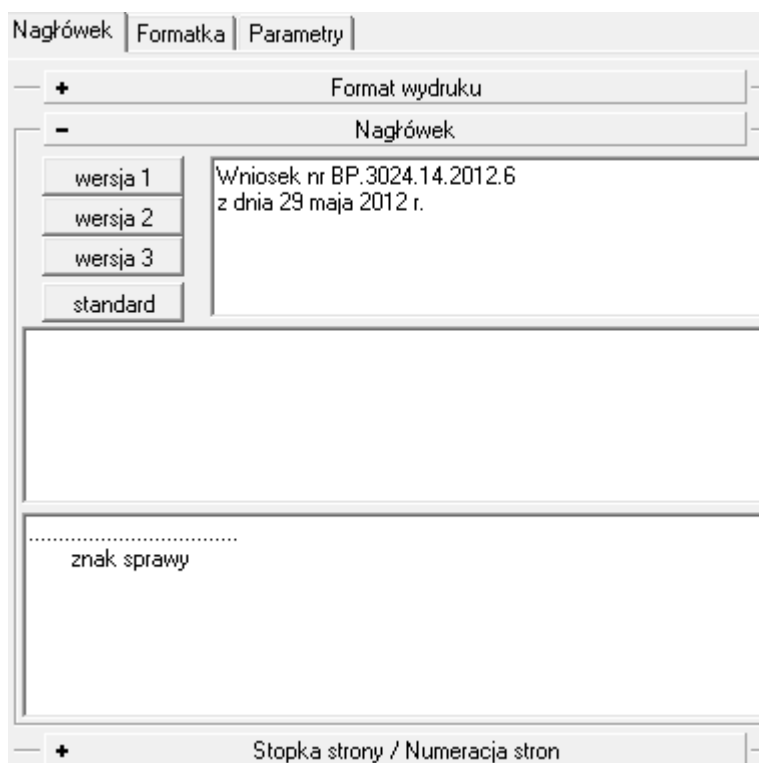 Nagłówek Formatka Parametry
+ Format wydruku
- Nagłówek
wersja 1
wersja 2
wersja 3
standard
Wniosek nr BP.3024.14.2012.6
z dnia 29 maja 2012 r.
...................................
znak sprawy
+ Stopka strony / Numeracja stron